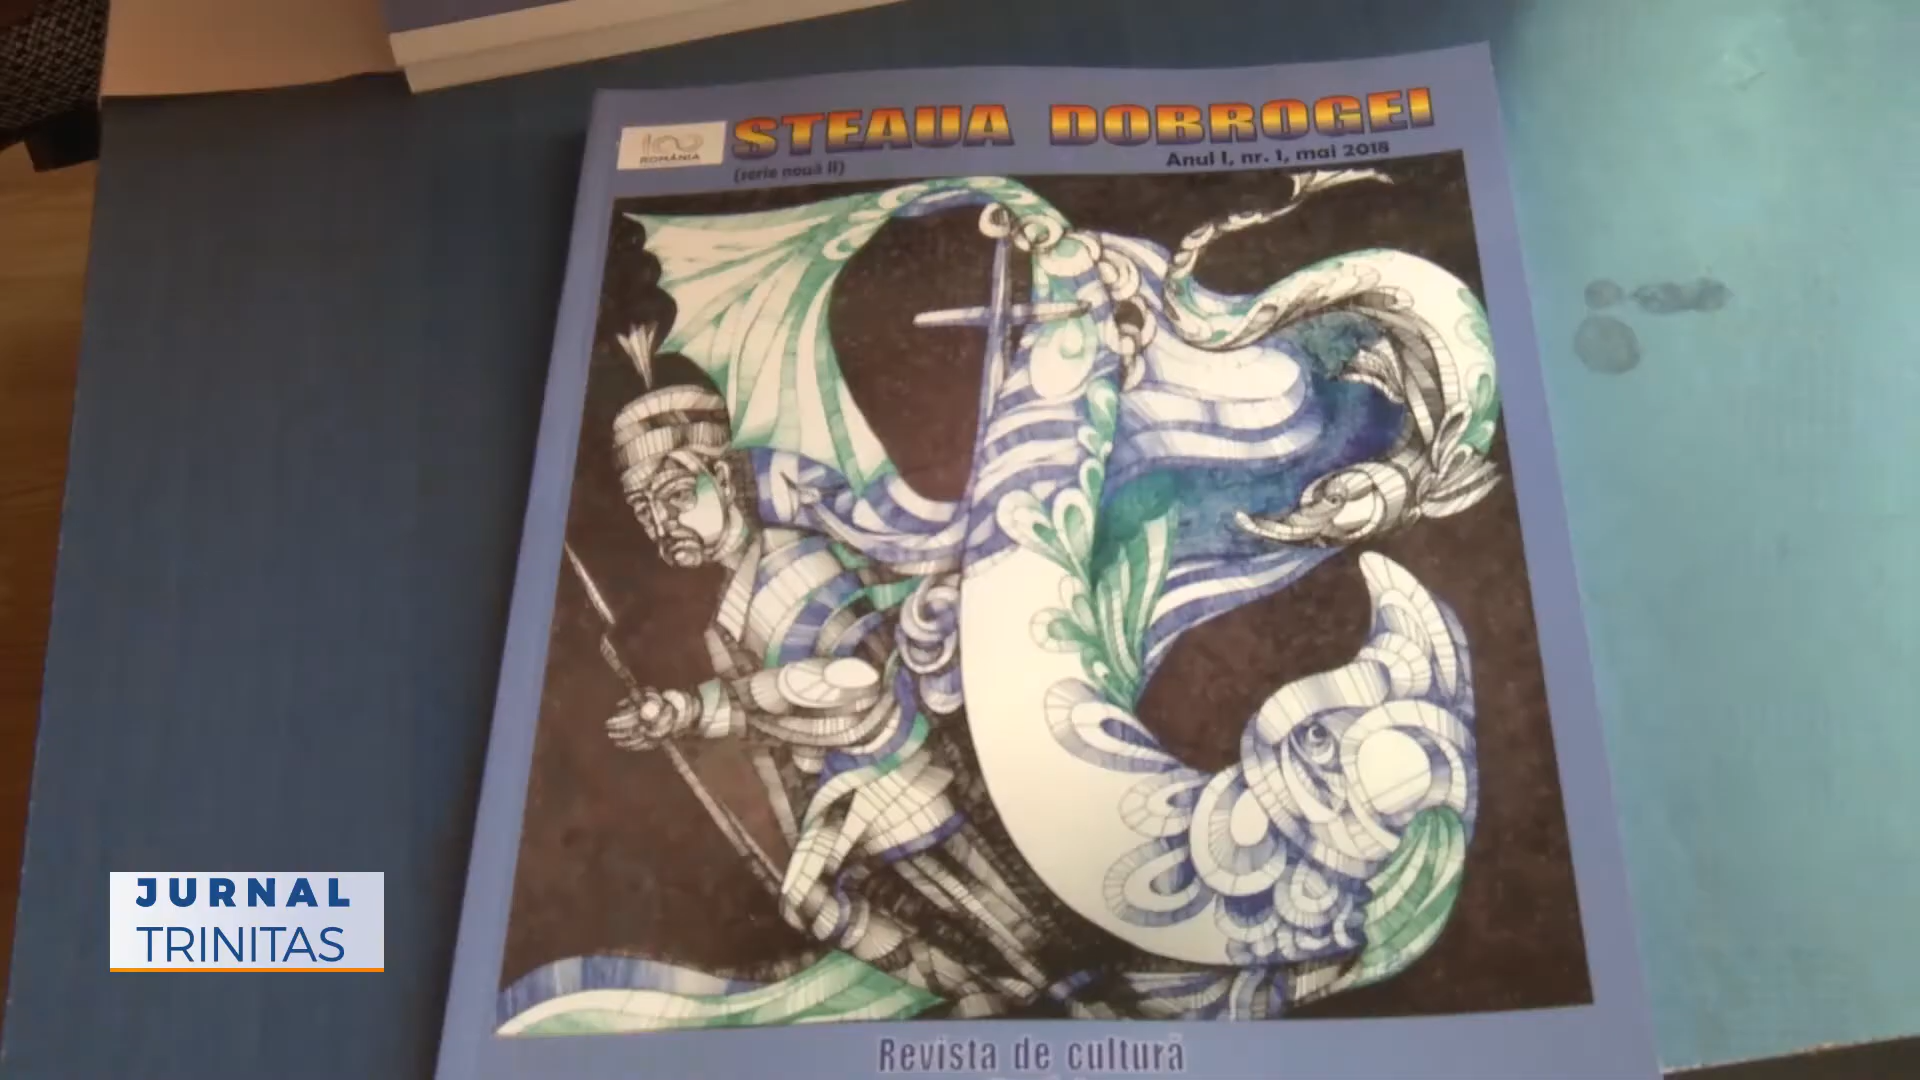 STEAUA DOBROGEI
100
ROMÂNIA
(serie nouă II)
Anul I, nr. 1, mai 2018
Revista de cultură
JURNAL
TRINITAS